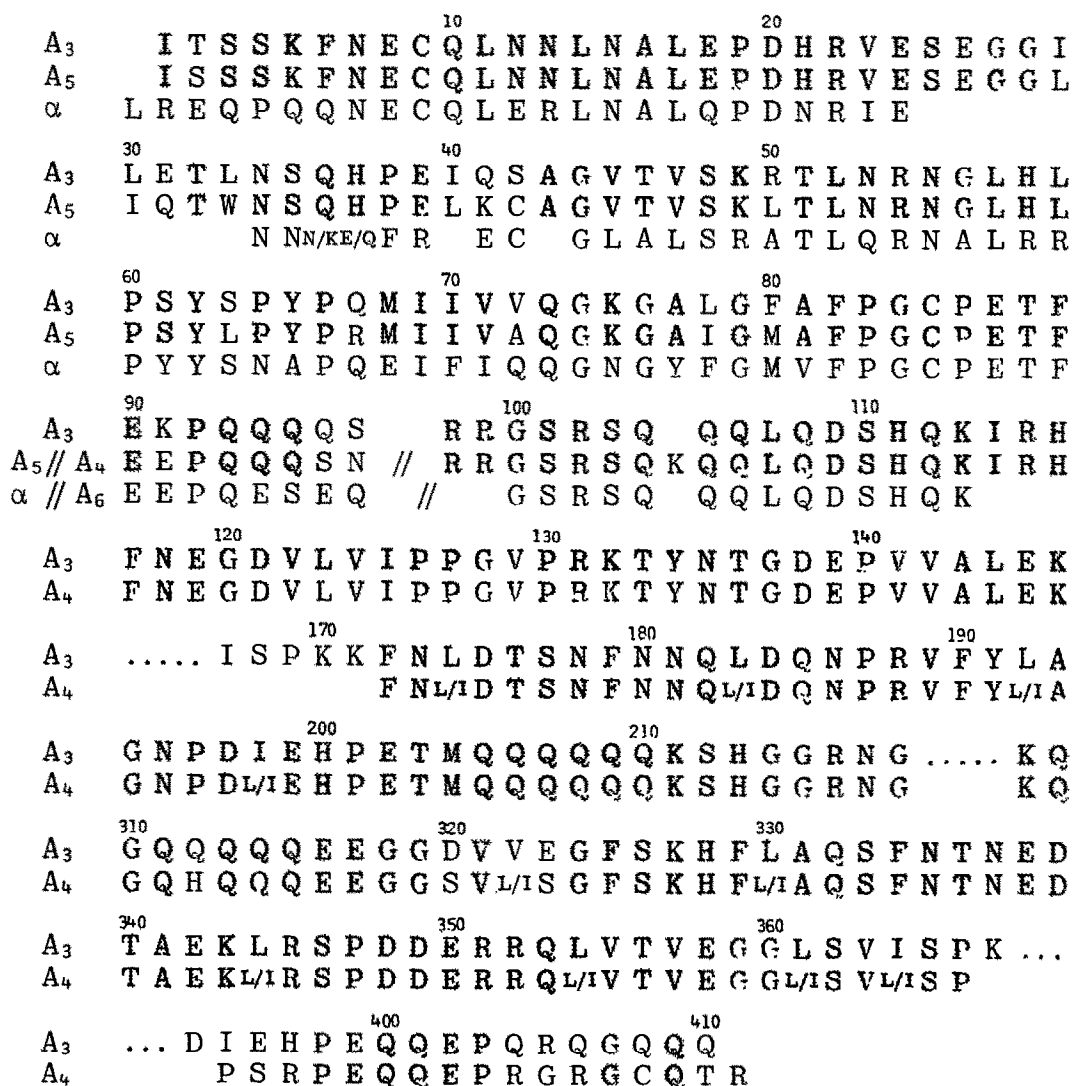 10 20
A3 I T S S K F N E C Q L N N L N A L E P D H R V E S E G G I
A5 I S S S K F N E C Q L N N L N A L E P D H R V E S E G G L
α L R E Q P Q Q N E C Q L E R L N A L Q P D N R I E
30 40 50
A3 L E T L N S Q H P E I Q S A G V T V S K R T L N R N G L H L
A5 I Q T W N S Q H P E L K C A G V T V S K L T L N R N G L H L
α N N N/K E/Q F R E C G L A L S R A T L Q R N A L R R
60 70 80
A3 P S Y S P Y P Q M I I V V Q G K G A L G F A F P G C P E T F
A5 P S Y L P Y P R M I I V A Q G K G A I G M A F P G C P E T F
α P Y Y S N A P Q E I F I Q Q G N G Y F G M V F P G C P E T F
90 100 110
A3 E K P Q Q Q Q S R R G S R S Q Q Q L Q D S H Q K I R H
A5 // A4 E E P Q Q Q S N // R R G S R S Q K Q Q L Q D S H Q K I R H
α // A6 E E P Q E S E Q // G S R S Q Q Q L Q D S H Q K
120 130 140
A3 F N E G D V L V I P P G V P R K T Y N T G D E P V V A L E K
A4 F N E G D V L V I P P G V P R K T Y N T G D E P V V A L E K
170 180 190
A3 ..... I S P K K F N L D T S N F N N Q L D Q N P R V F Y L A
A4 F N L/I D T S N F N N Q L/I D Q N P R V F Y L/I A
200 210
A3 G N P D I E H P E T M Q Q Q Q Q Q K S H G G R N G ..... K Q
A4 G N P D L/I E H P E T M Q Q Q Q Q Q K S H G G R N G K Q
310 320 330
A3 G Q Q Q Q Q E E G G D V V E G F S K H F L A Q S F N T N E D
A4 G Q H Q Q Q E E G G S V L/I S G F S K H F L/I A Q S F N T N E D
340 350 360
A3 T A E K L R S P D D E R R Q L V T V E G G L S V I S P K ...
A4 T A E K L/I R S P D D E R R Q L/I V T V E G G L/I S V L/I S P
400 410
A3 ... D I E H P E Q Q E P Q R Q G Q Q Q
A4 P S R P E Q Q E P R G R G C Q T R